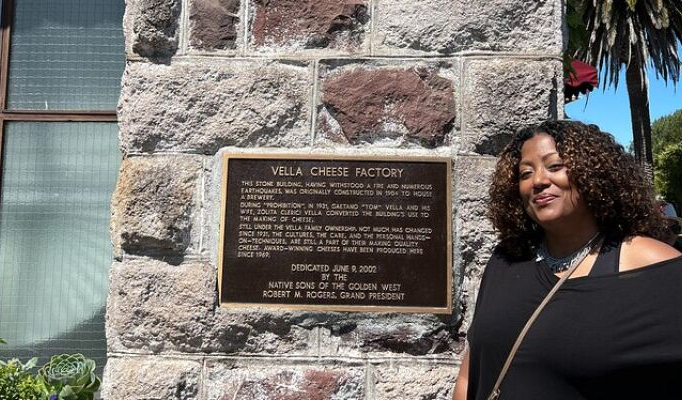 VELLA CHEESE FACTORY
THIS STONE BUILDING, HAVING WITHSTOOD A FIRE AND NUMEROUS
EARTHQUAKES, WAS ORIGINALLY CONSTRUCTED IN 1904 TO HOUSE
A BREWERY.
DURING "PROHIBITION", IN 1931, GAETANO "TOM" VELLA AND HIS
WIFE, ZOLITA CLERICI VELLA CONVERTED THE BUILDING'S USE TO
THE MAKING OF CHEESE.
STILL UNDER THE VELLA FAMILY OWNERSHIP, NOT MUCH HAS CHANGED
SINCE 1931. THE CULTURES, THE CARE, AND THE PERSONAL HANDS-
ON-TECHNIQUES, ARE STILL A PART OF THEIR MAKING QUALITY
CHEESE. AWARD-WINNING CHEESES HAVE BEEN PRODUCED HERE
SINCE 1969.
DEDICATED JUNE 9, 2002
BY THE
NATIVE SONS OF THE GOLDEN WEST
ROBERT M. ROGERS, GRAND PRESIDENT